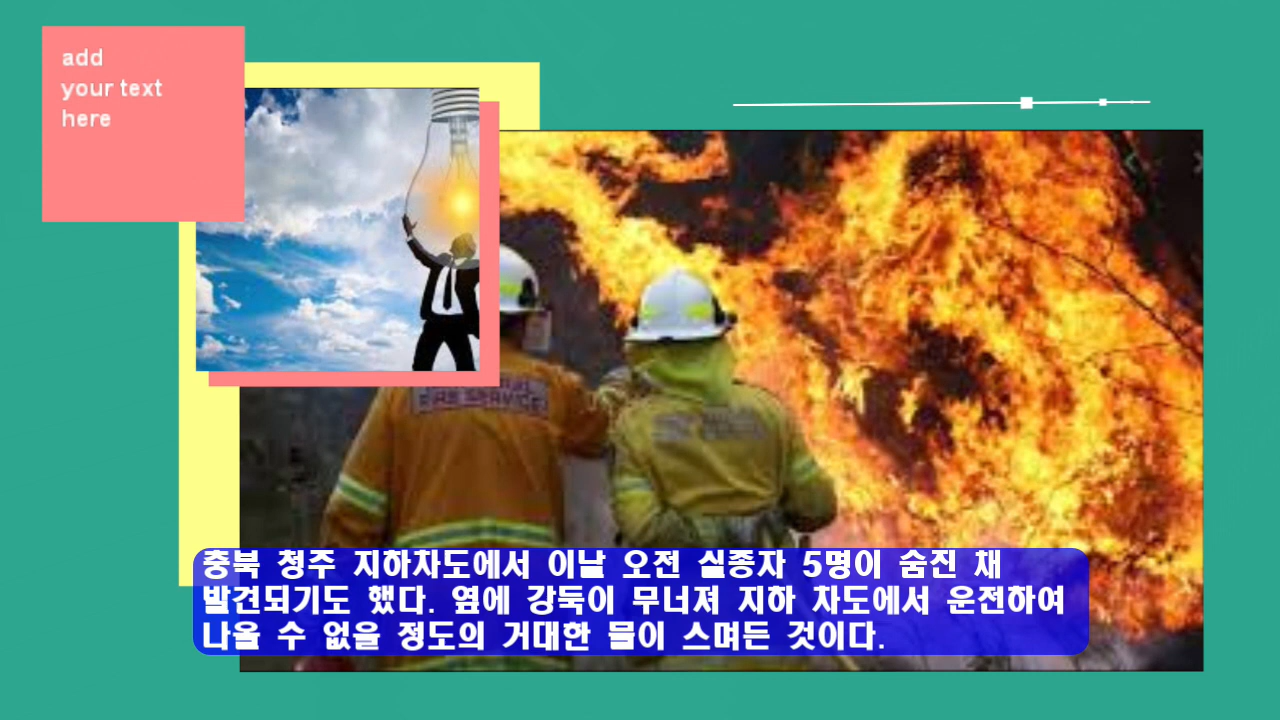 add
your text
here
FIRE SERVICE
충북 청주 지하차도에서 이날 오전 실종자 5명이 숨진 채
발견되기도 했다. 옆에 강둑이 무너져 지하 차도에서 운전하여
나올 수 없을 정도의 거대한 물이 스며든 것이다.